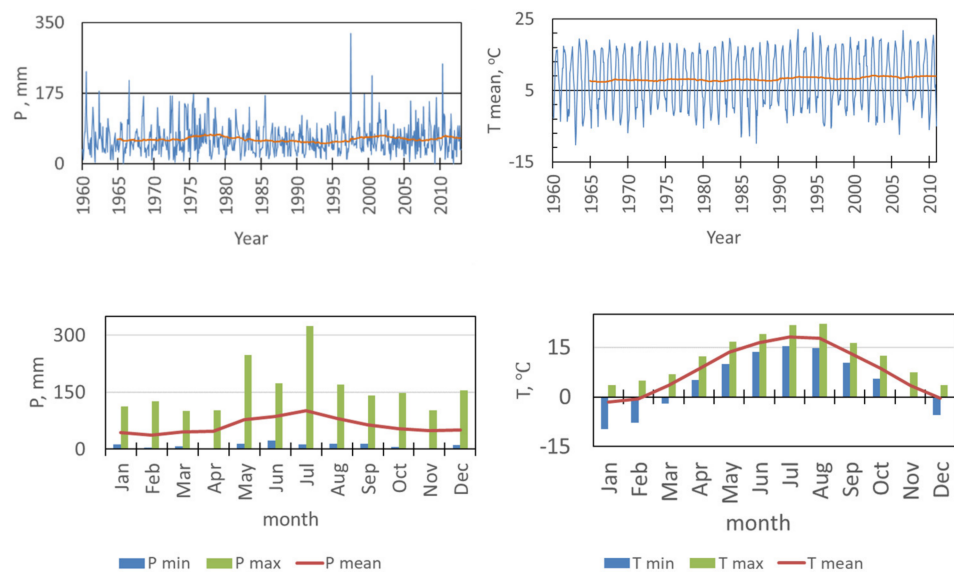 350
175
0
P , mm
1960
1965
1970
1975
1980
1985
1990
1995
2000
2005
2010
Year
25
5
-15
T mean, °C
1960
1965
1970
1975
1980
1985
1990
1995
2000
2005
2010
Year
300
150
0
P, mm
Jan
Feb
Mar
Apr
May
Jun
Jul
Aug
Sep
Oct
Nov
Dec
month
P min P max P mean
15
0
-15
T, °C
Jan
Feb
Mar
Apr
May
Jun
Jul
Aug
Sep
Oct
Nov
Dec
month
T min T max T mean